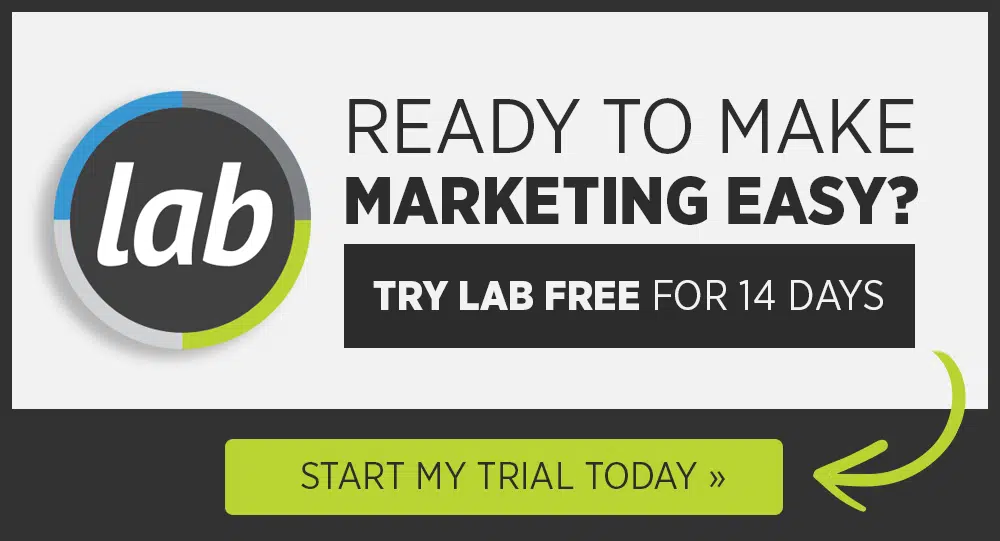 lab
READY TO MAKE
MARKETING EASY?
TRY LAB FREE FOR 14 DAYS
START MY TRIAL TODAY »